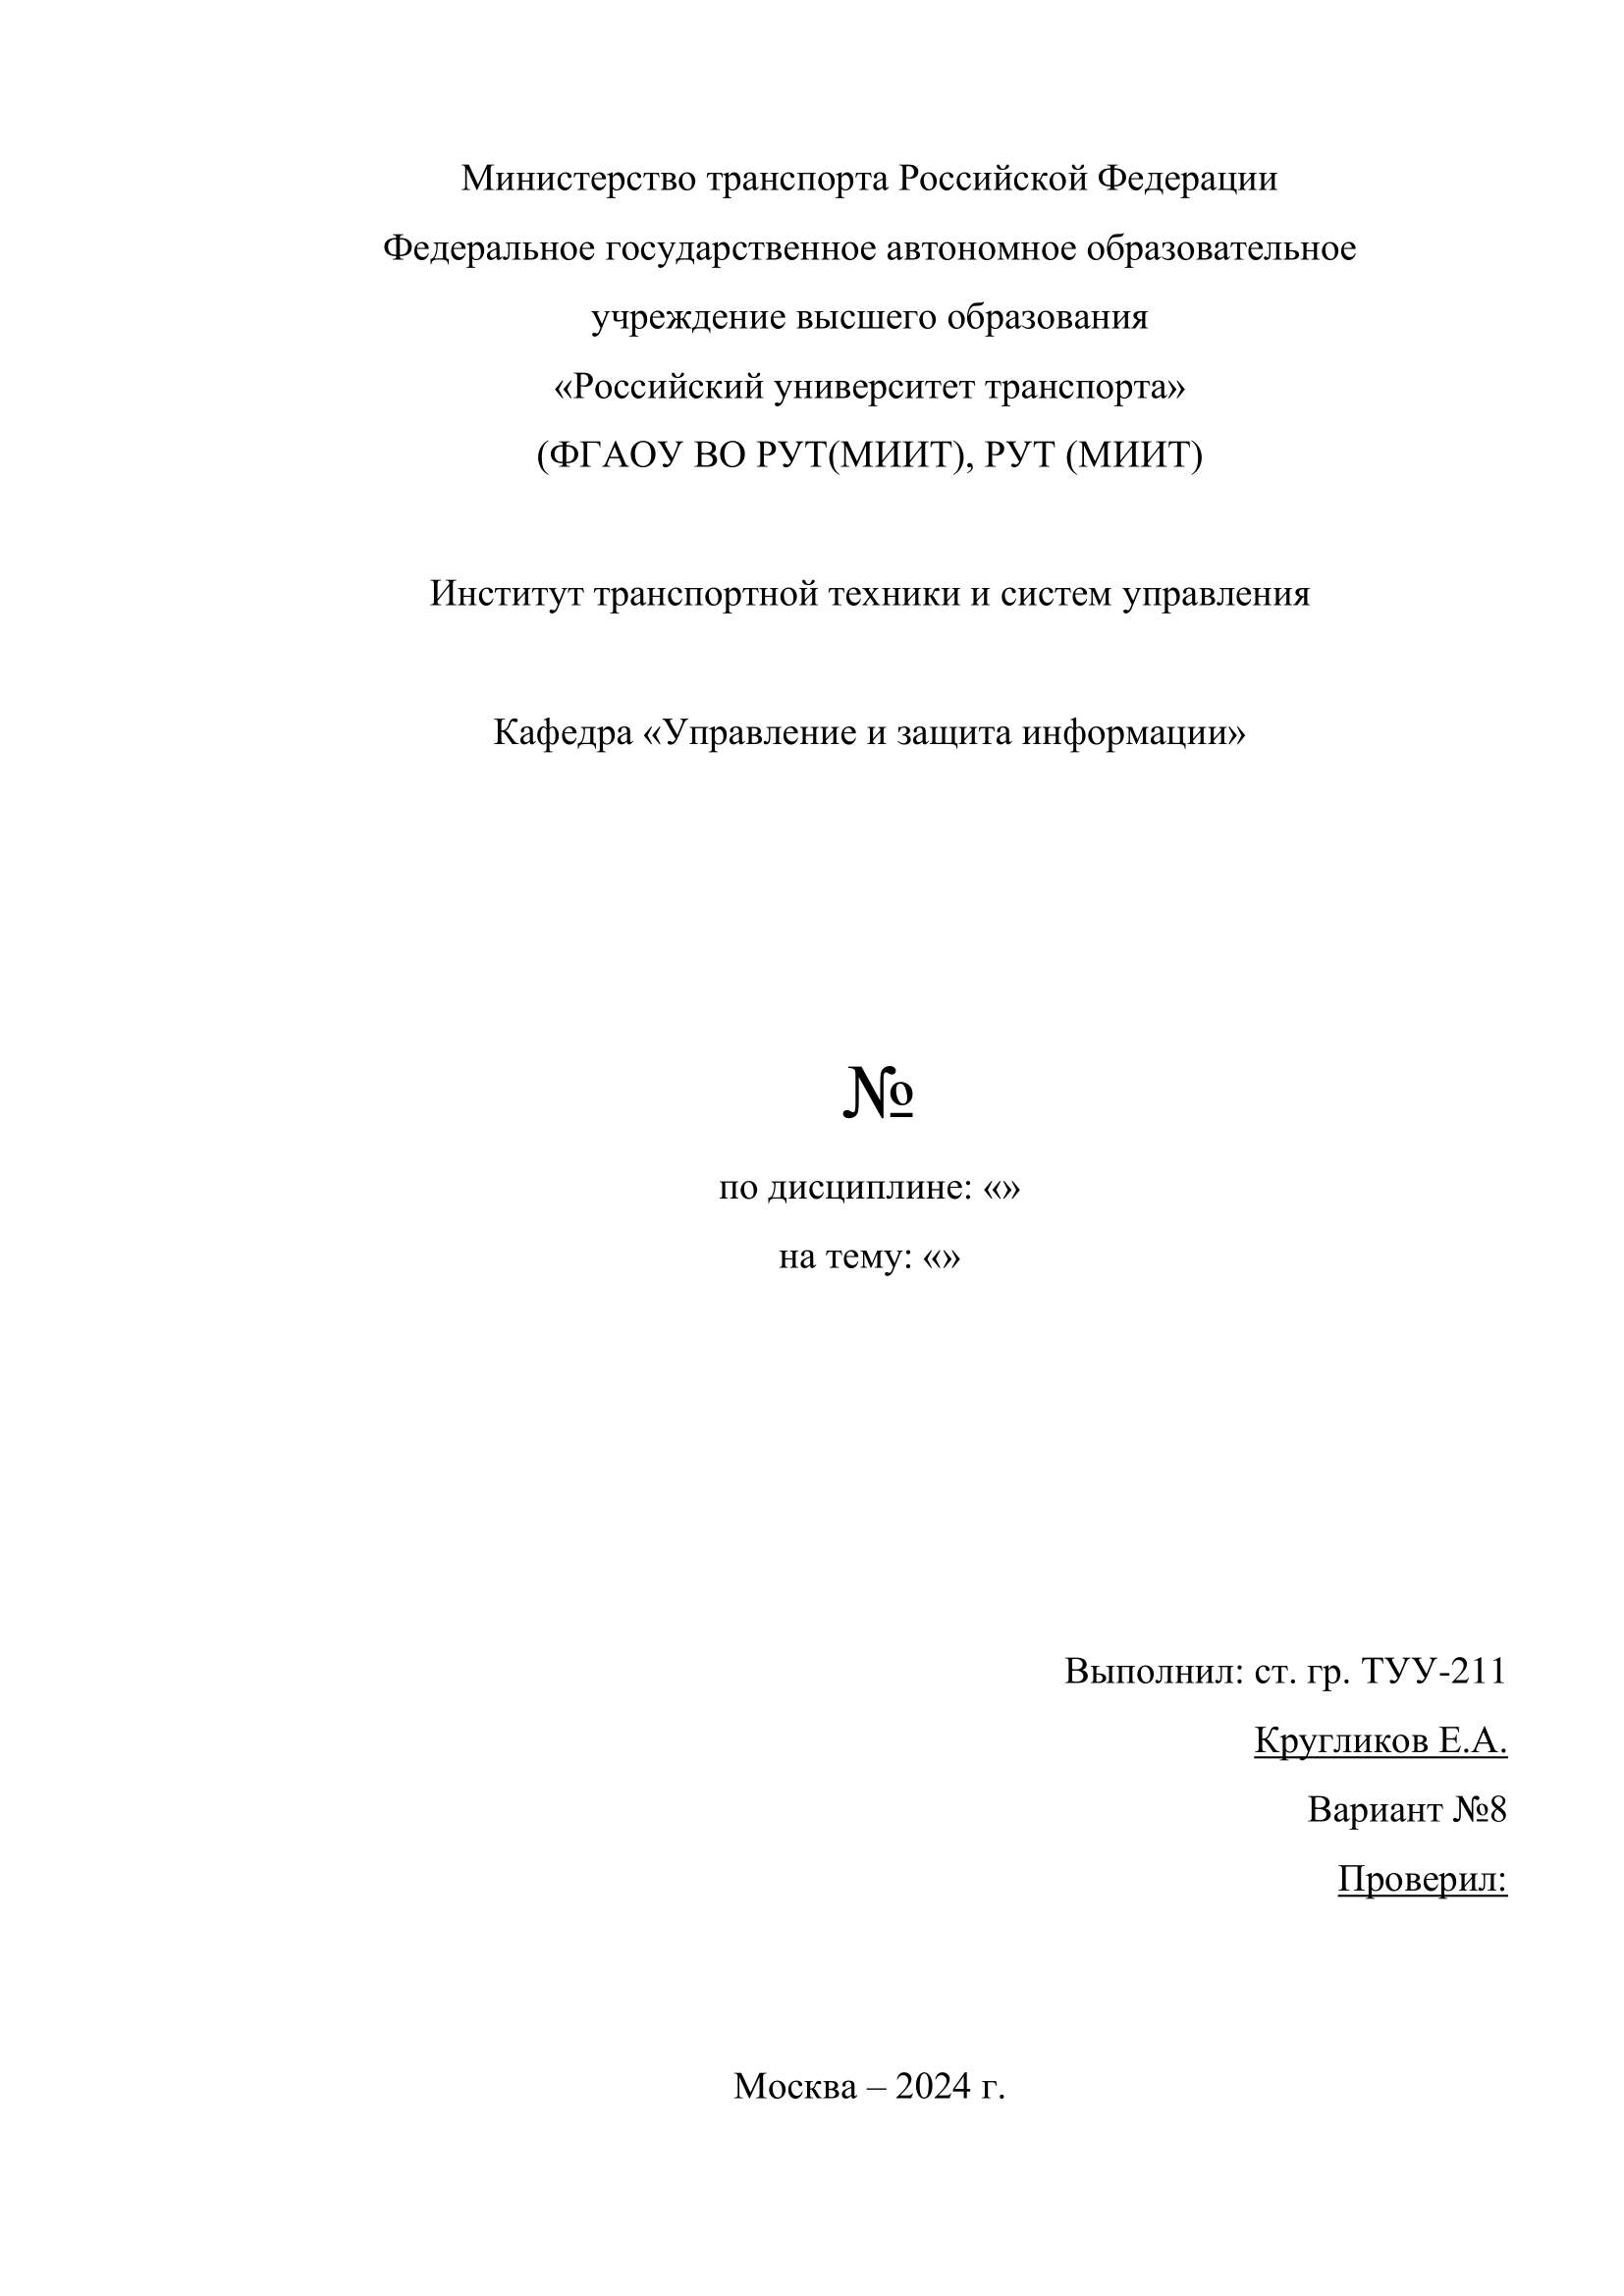 Министерство транспорта Российской Федерации
Федеральное государственное автономное образовательное
учреждение высшего образования
«Российский университет транспорта»
(ФГАОУ ВО РУТ(МИИТ), РУТ (МИИТ)
Институт транспортной техники и систем управления
Кафедра «Управление и защита информации»
№
по дисциплине: «»
на тему: «»
Выполнил: ст. гр. ТУУ-211
Кругликов Е.А.
Вариант №8
Проверил:
Москва – 2024 г.